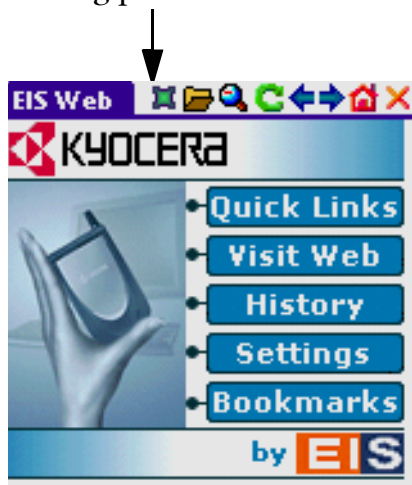 EIS Web
KYOCERA
Quick Links
Visit Web
History
Settings
Bookmarks
by EIS